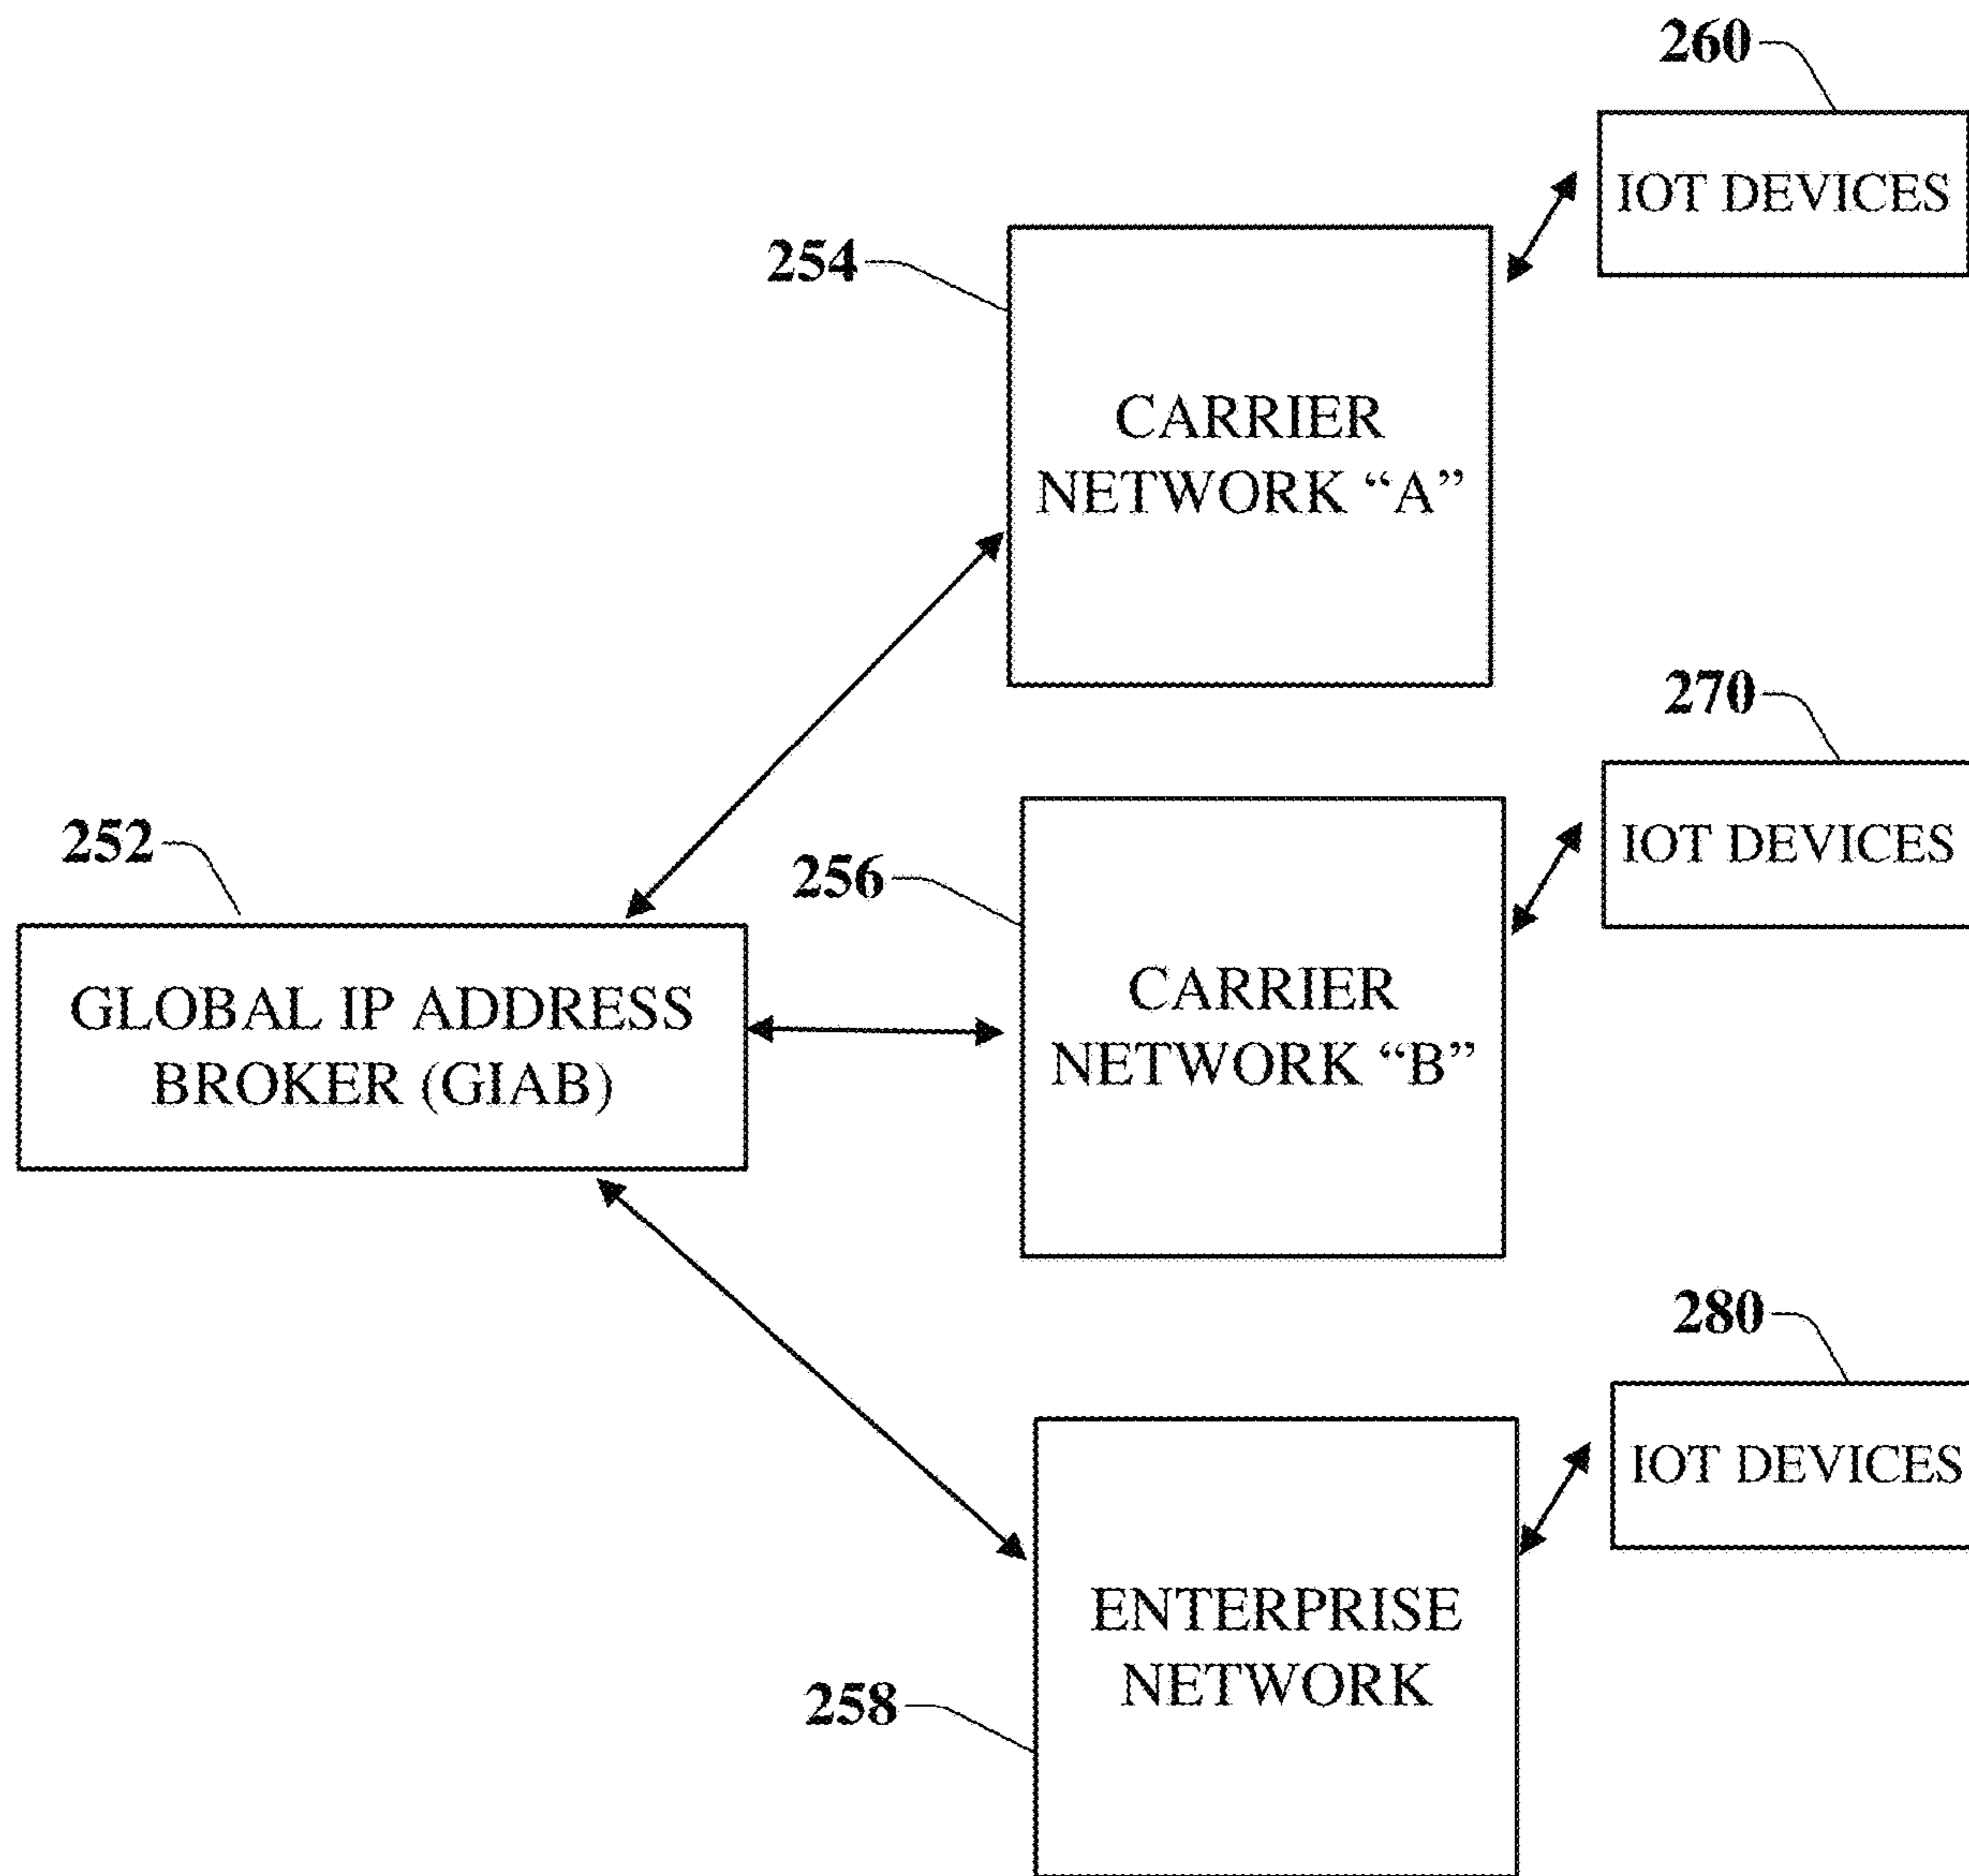 260
IOT DEVICES
254
CARRIER
NETWORK “A”
270
IOT DEVICES
252
256
GLOBAL IP ADDRESS
BROKER (GIAB)
CARRIER
NETWORK “B”
280
IOT DEVICES
ENTERPRISE
NETWORK
258